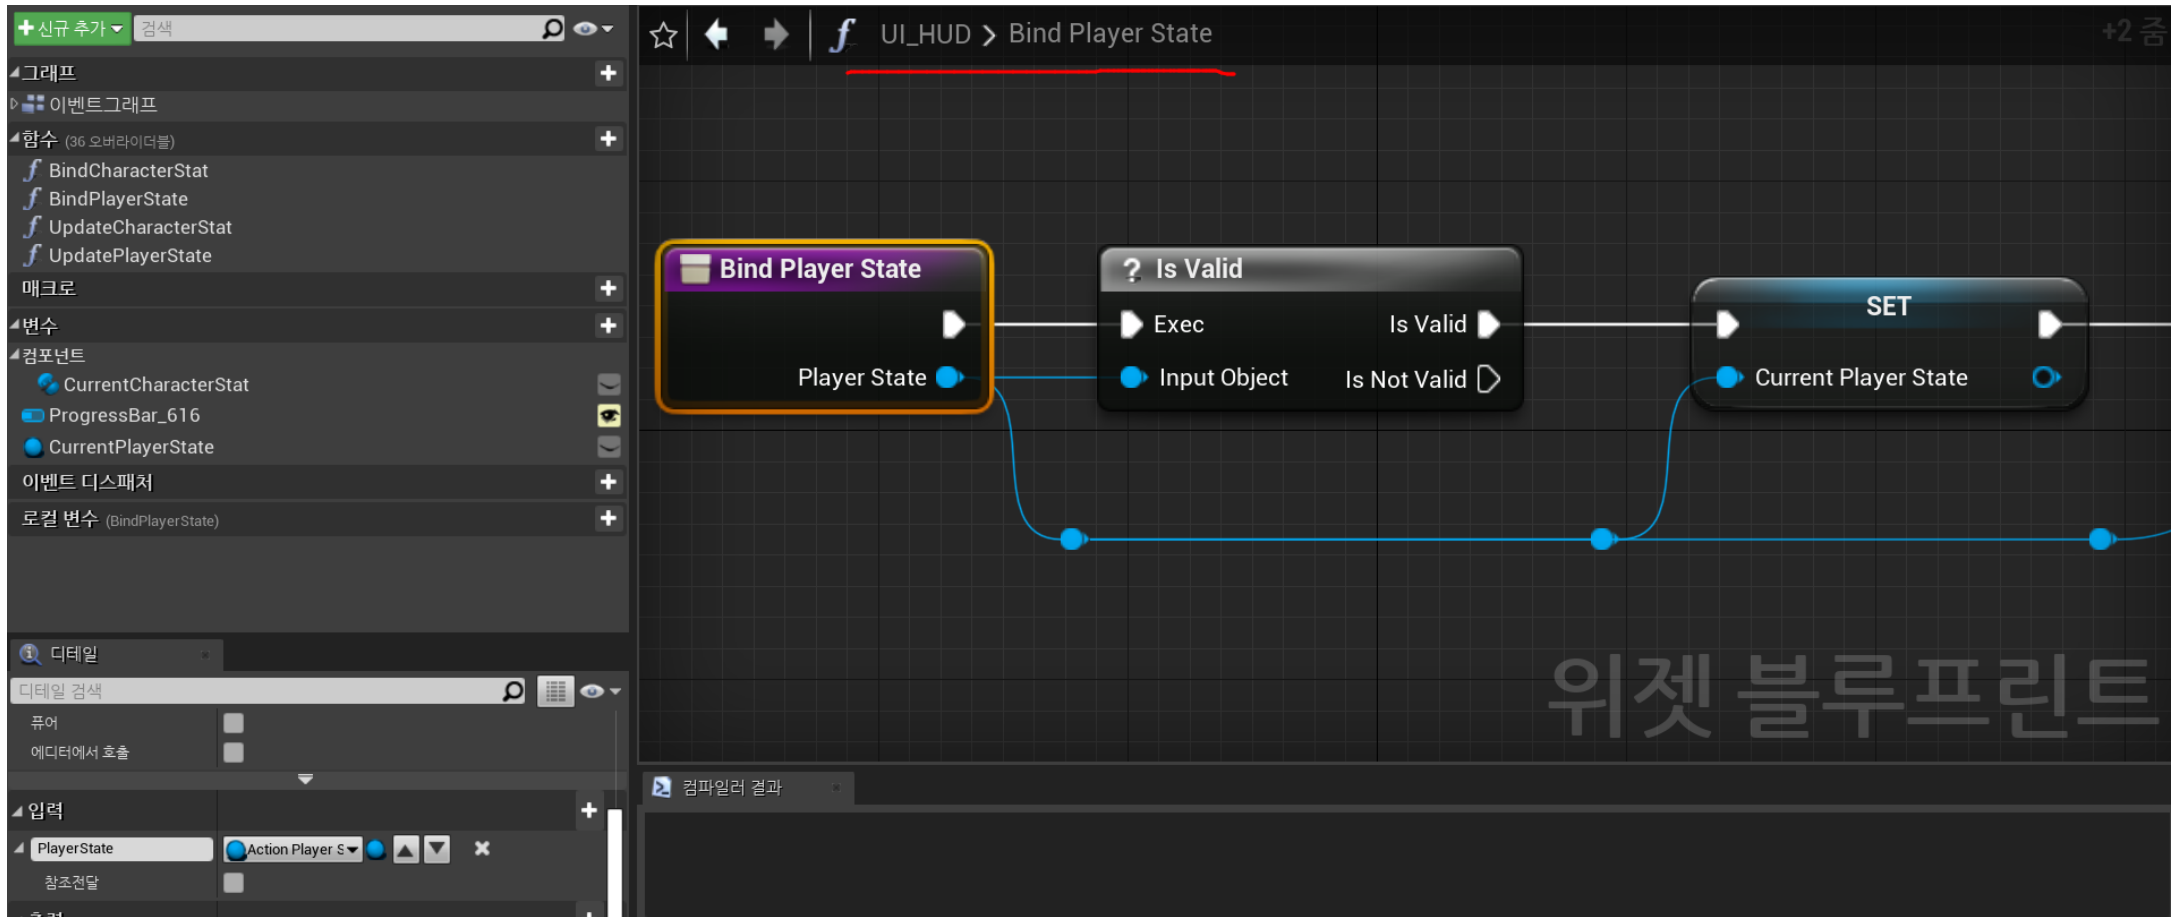 신규 추가
검색
그래프
이벤트그래프
함수 (36 오버라이더블)
BindCharacterStat
BindPlayerState
UpdateCharacterStat
UpdatePlayerState
매크로
변수
컴포넌트
CurrentCharacterStat
ProgressBar_616
CurrentPlayerState
이벤트 디스패처
로컬 변수 (BindPlayerState)
디테일
디테일 검색
퓨어
에디터에서 호출
입력
PlayerState
Action Player S
참조전달
UI_HUD > Bind Player State
+2 줌
Bind Player State
Player State
? Is Valid
Exec
Is Valid
Input Object
Is Not Valid
SET
Current Player State
위젯 블루프린트
컴파일러 결과